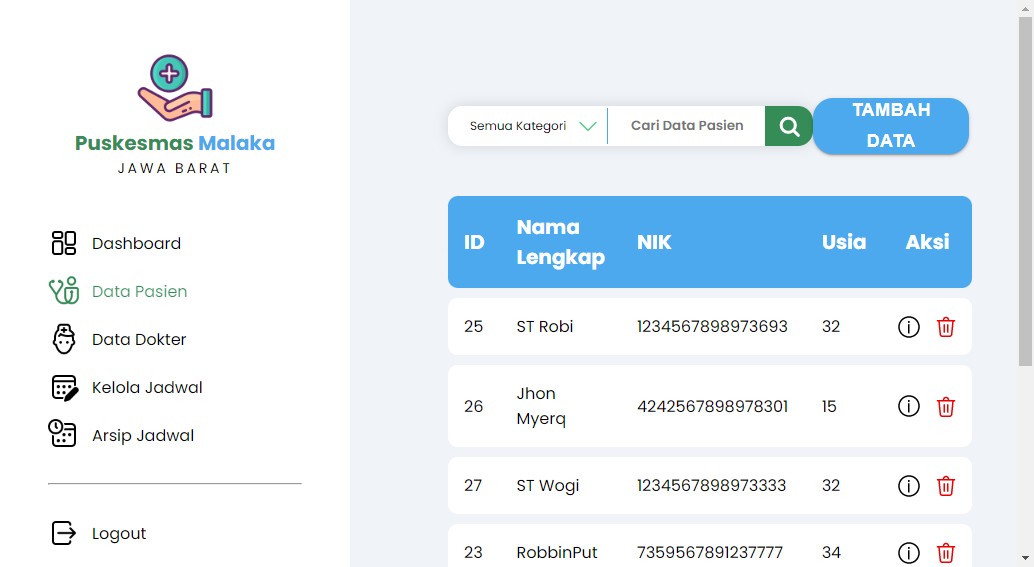 Puskesmas Malaka
JAWA BARAT
Dashboard
Data Pasien
Data Dokter
Kelola Jadwal
Arsip Jadwal
Logout
Semua Kategori
Cari Data Pasien
TAMBAH
DATA
ID Nama Lengkap NIK Usia Aksi
25 ST Robi 1234567898973693 32
26 Jhon Myerq 4242567898978301 15
27 ST Wogi 1234567898973333 32
23 RobbinPut 7359567891237777 34